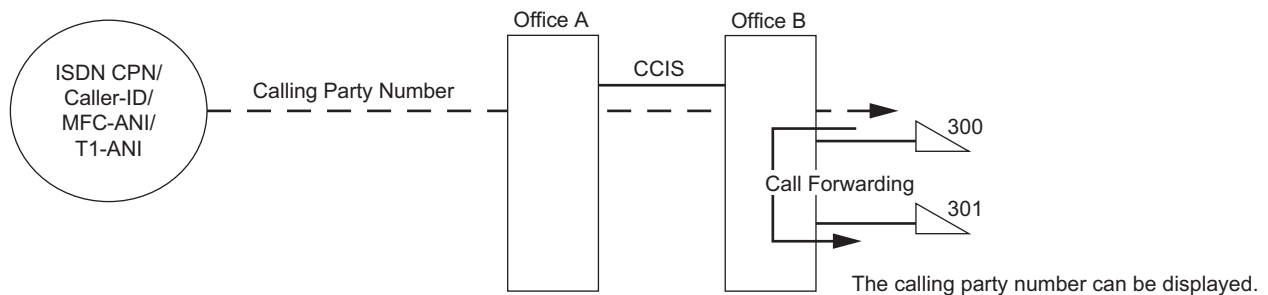 Office A
Office B
ISDN CPN/
Caller-ID/
MFC-ANI/
T1-ANI
Calling Party Number
CCIS
300
Call Forwarding
301
The calling party number can be displayed.